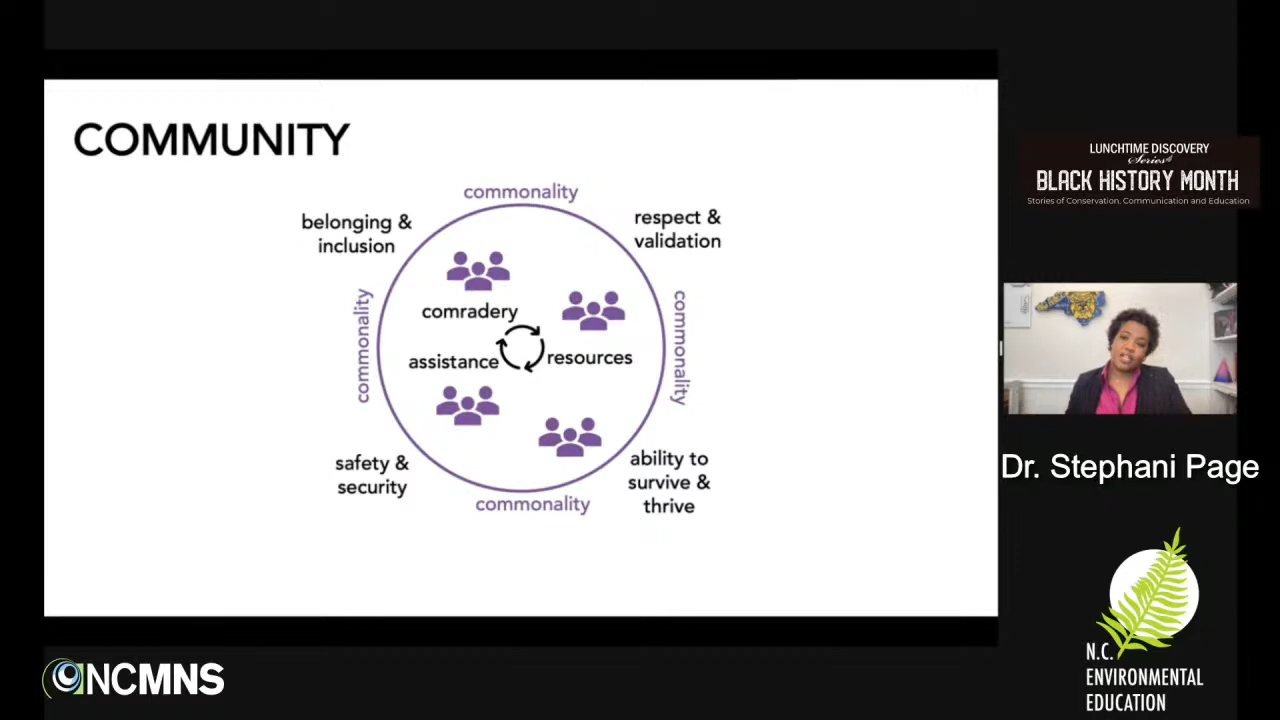 COMMUNITY
commonality
belonging &
inclusion
respect &
validation
commonality
commonality
comradery
assistance
resources
safety &
security
ability to
survive &
thrive
commonality
LUNCHTIME DISCOVERY
Series
BLACK HISTORY MONTH
Stories of Conservation, Communication and Education
Dr. Stephani Page
NCMNS
N.C.
ENVIRONMENTAL
EDUCATION